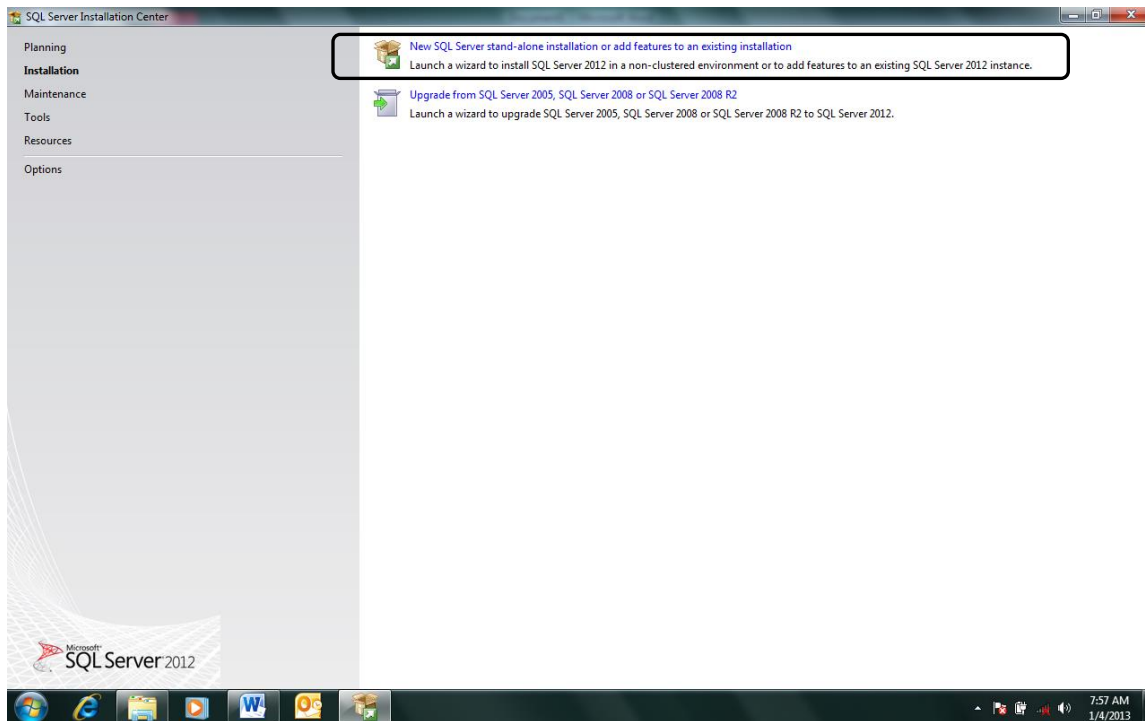 SQL Server Installation Center
Planning
Installation
Maintenance
Tools
Resources
Options
New SQL Server stand-alone installation or add features to an existing installation
Launch a wizard to install SQL Server 2012 in a non-clustered environment or to add features to an existing SQL Server 2012 instance.
Upgrade from SQL Server 2005, SQL Server 2008 or SQL Server 2008 R2
Launch a wizard to upgrade SQL Server 2005, SQL Server 2008 or SQL Server 2008 R2 to SQL Server 2012.
Microsoft
SQL Server 2012
7:57 AM
1/4/2013